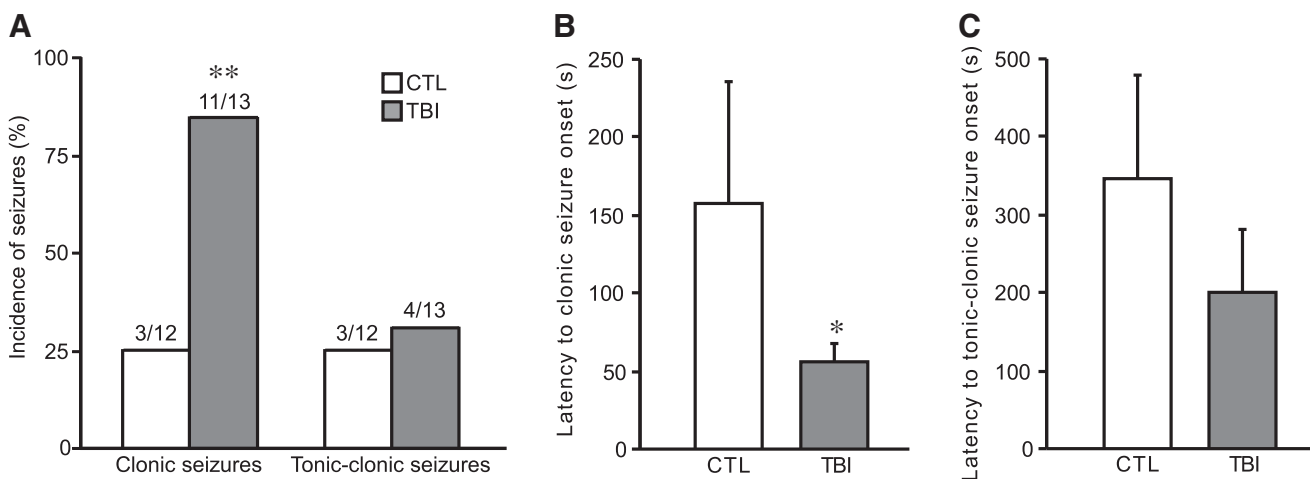 A
Incidence of seizures (%)
100
75
50
25
0
**
11/13
3/12
3/12
4/13
CTL
TBI
Clonic seizures
Tonic-clonic seizures
B
Latency to clonic seizure onset (s)
250
200
150
100
50
0
*
CTL
TBI
C
Latency to tonic-clonic seizure onset (s)
500
400
300
200
100
0
CTL
TBI